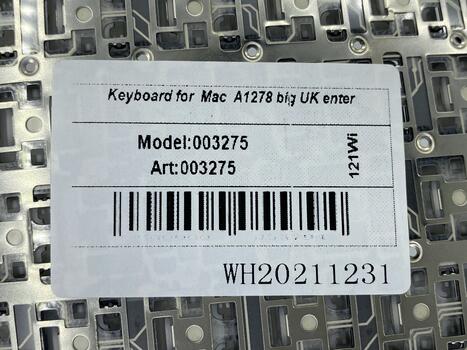 Keyboard for Mac A1278 big UK enter
Model:003275
Art:003275
121Wi
WH20211231